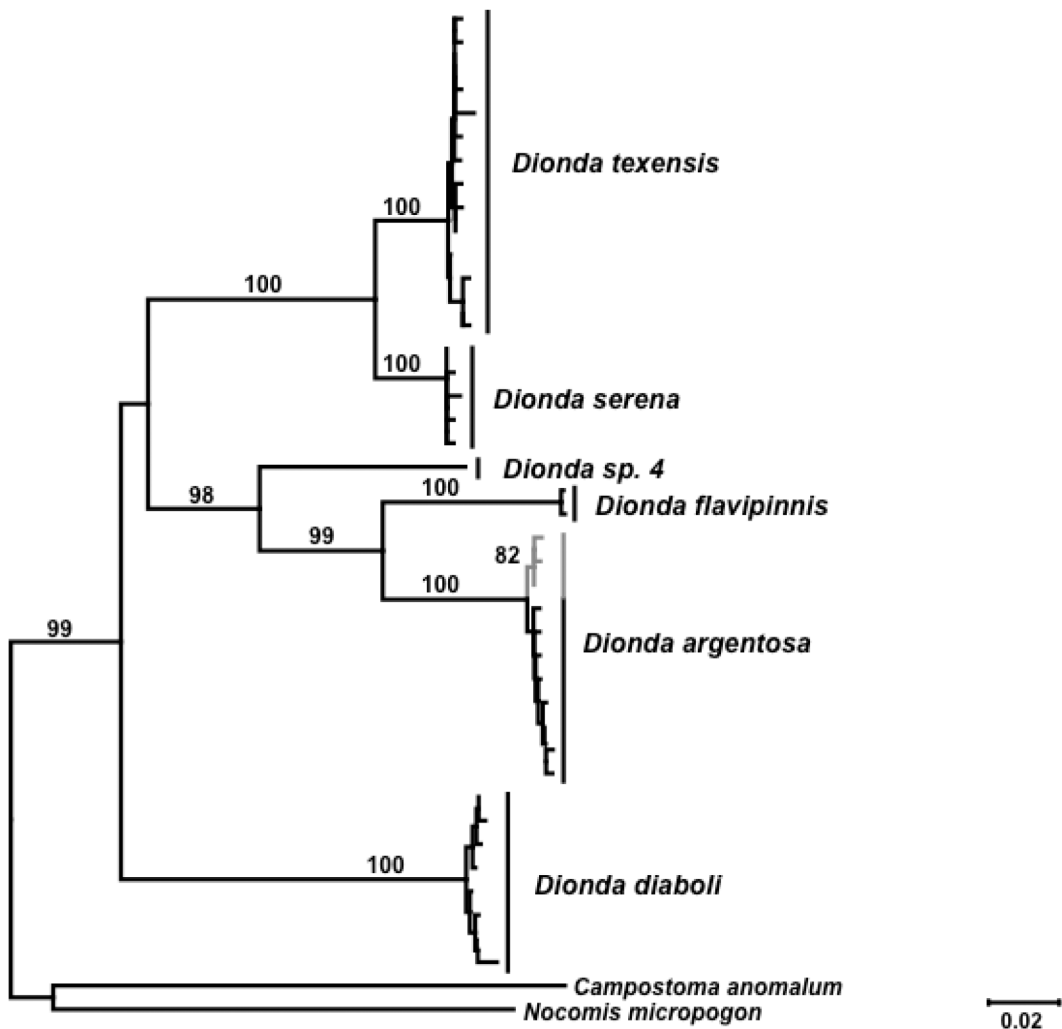 Dionda texensis
100
100
100
Dionda serena
Dionda sp. 4
100
98
Dionda flavipinnis
99
82
100
Dionda argentosa
99
100
Dionda diaboli
Campostoma anomalum
Nocomis micropogon
0.02